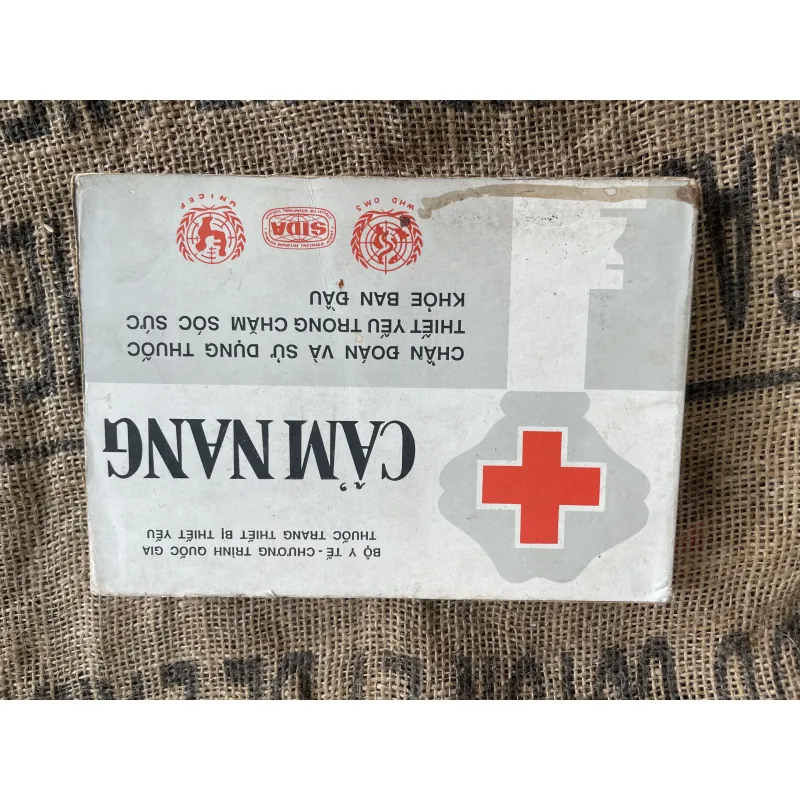 BỘ Y TẾ - CHƯƠNG TRÌNH QUỐC GIA
THUỐC TRANG THIẾT BỊ THIẾT YẾU
CẨM NANG
CHẨN ĐOÁN VÀ SỬ DỤNG THUỐC
THIẾT YẾU TRONG CHĂM SÓC SỨC
KHỎE BAN ĐẦU
WHO OMS
SIDA
UNICEF